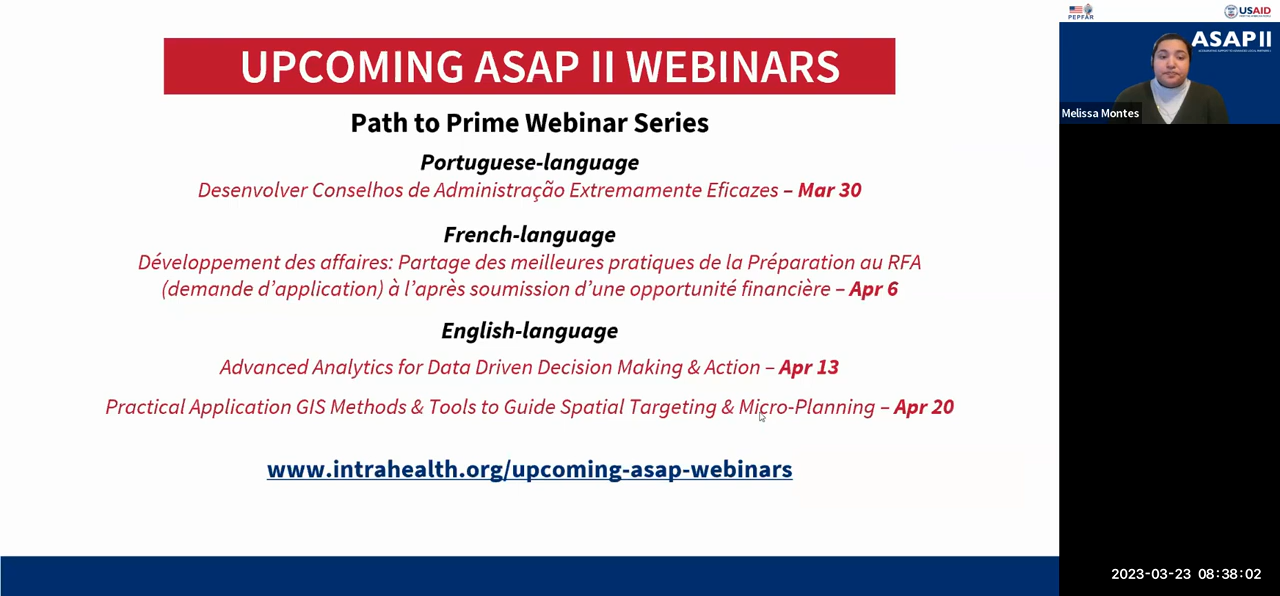 UPCOMING ASAP II WEBINARS
Path to Prime Webinar Series
Portuguese-language
Desenvolver Conselhos de Administração Extremamente Eficazes – Mar 30
French-language
Développement des affaires: Partage des meilleures pratiques de la Préparation au RFA
(demande d’application) à l’après soumission d’une opportunité financière – Apr 6
English-language
Advanced Analytics for Data Driven Decision Making & Action – Apr 13
Practical Application GIS Methods & Tools to Guide Spatial Targeting & Micro-Planning – Apr 20
www.intrahealth.org/upcoming-asap-webinars
PEPFAR
USAID
ASAP II
Melissa Montes
2023-03-23 08:38:02